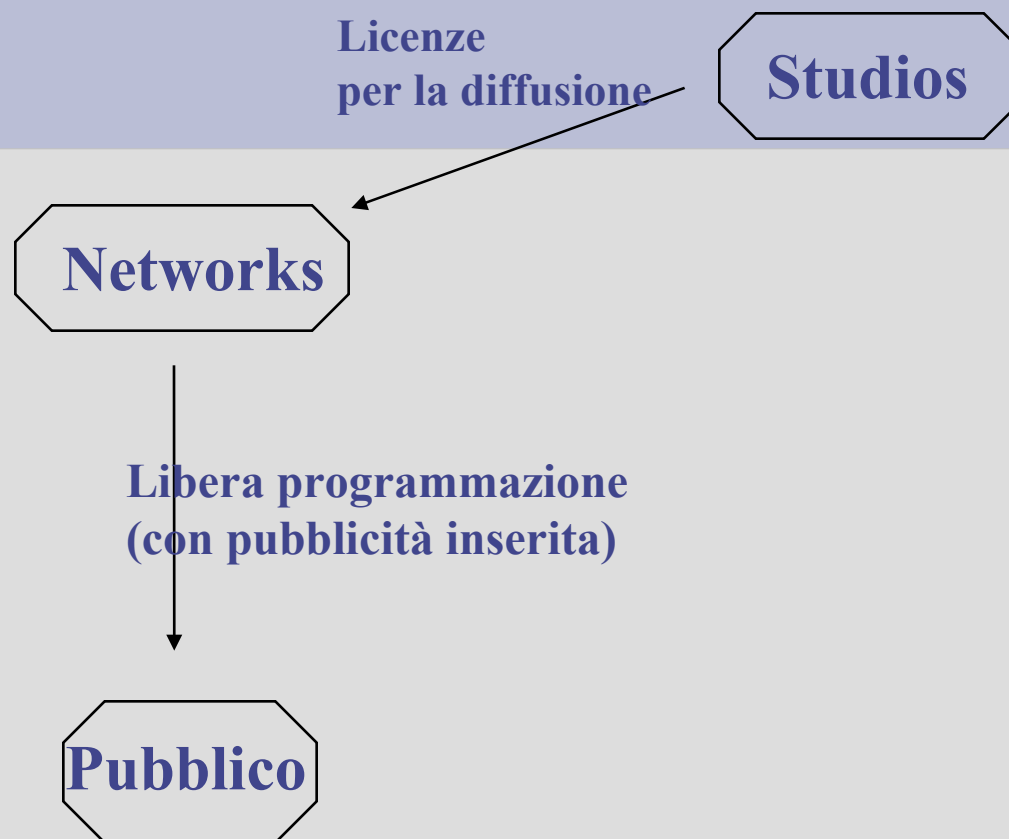 Licenze
per la diffusione
Studios
Networks
Libera programmazione
(con pubblicità inserita)
Pubblico